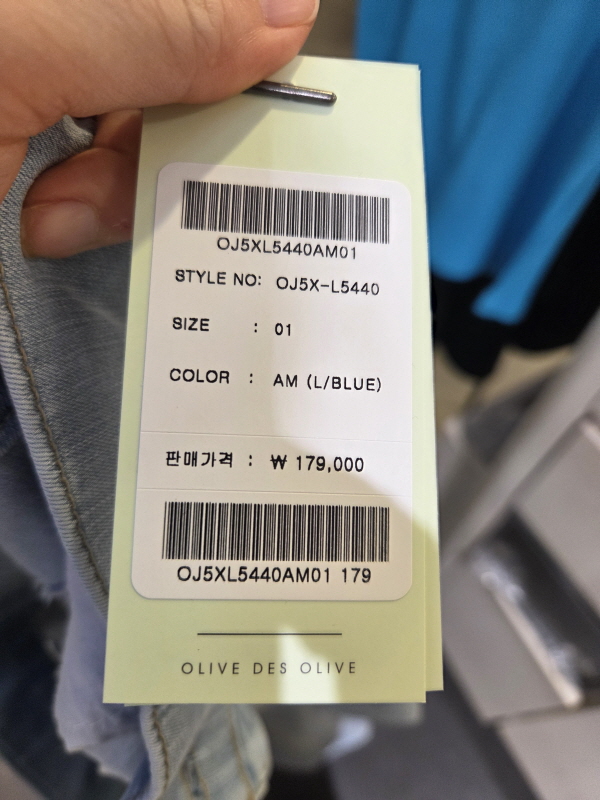 OJ5XL5440AM01
STYLE NO: OJ5X-L5440
SIZE : 01
COLOR : AM (L/BLUE)
판매가격 : ₩ 179,000
OJ5XL5440AM01 179
OLIVE DES OLIVE